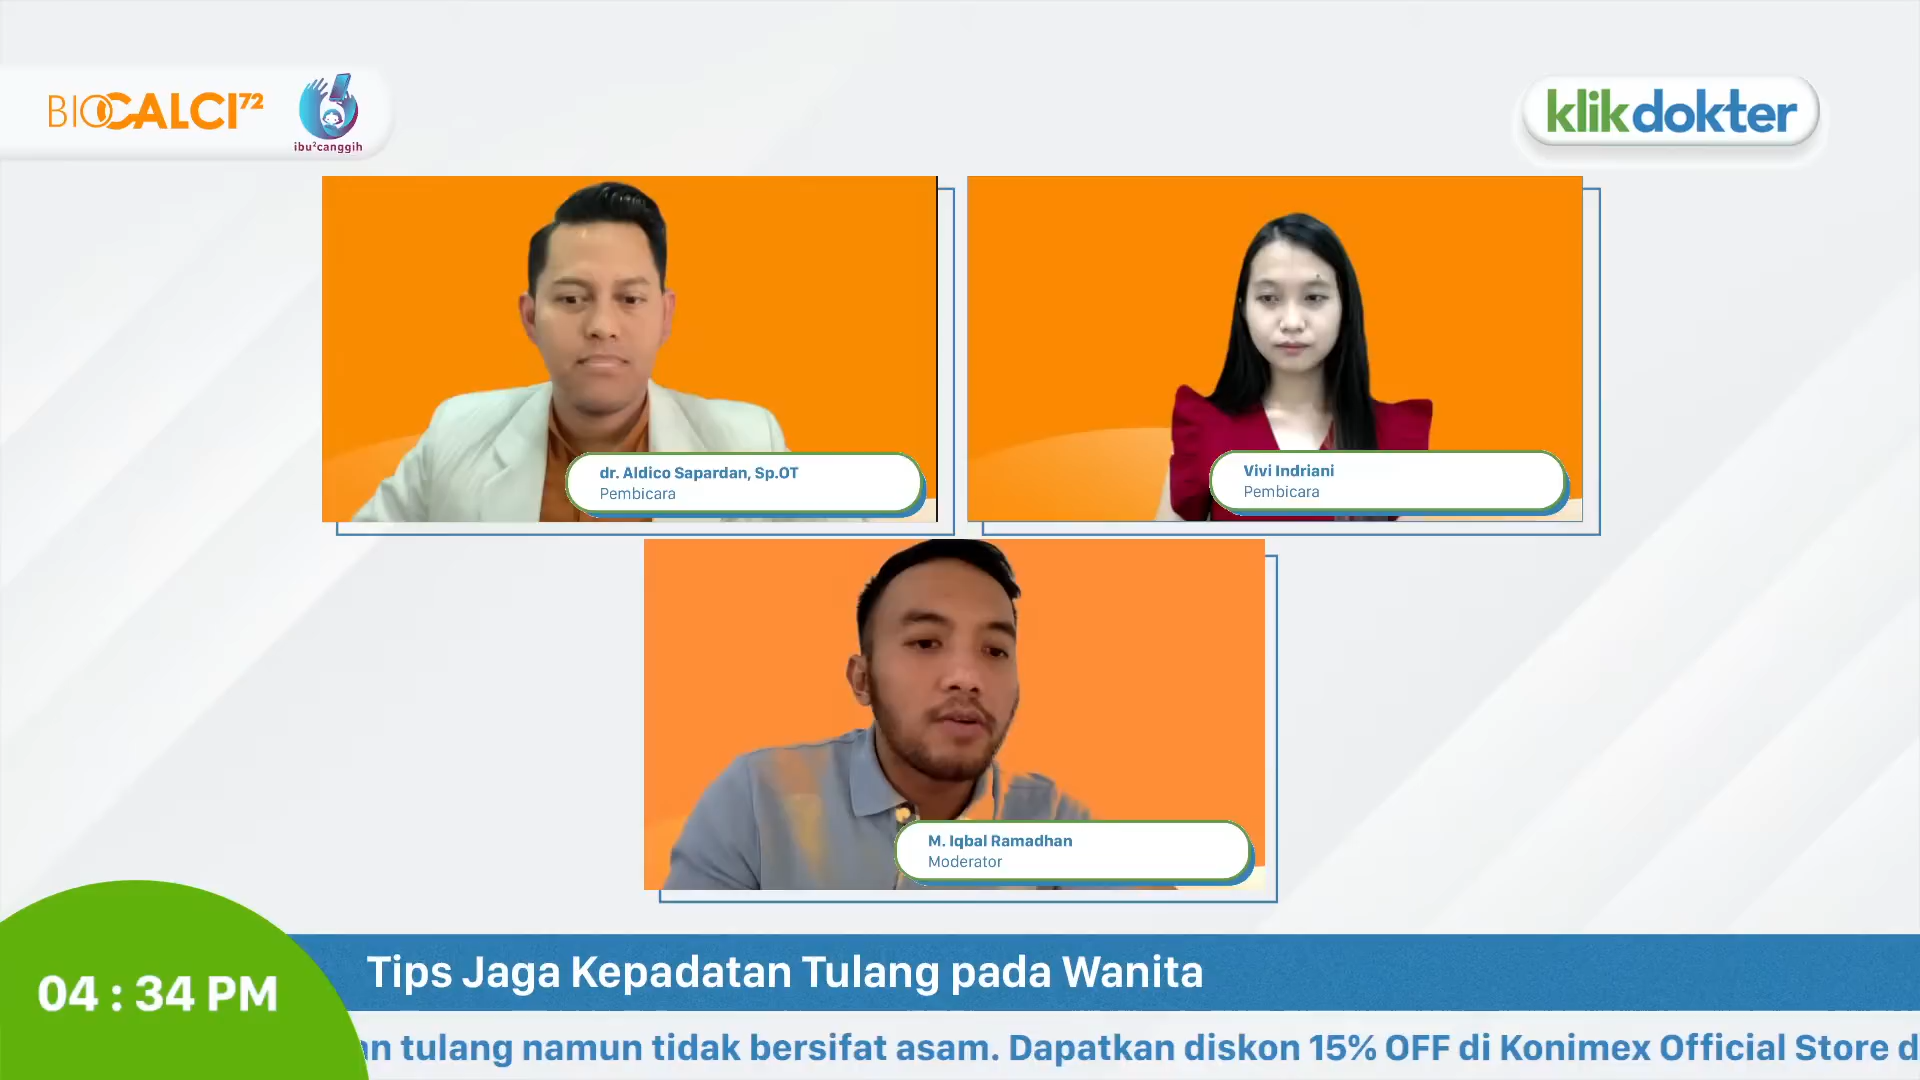 BIOCALCI72
ibu²canggih
klikdokter
dr. Aldico Sapardan, Sp.OT
Pembicara
Vivi Indriani
Pembicara
M. Iqbal Ramadhan
Moderator
04 : 34 PM
Tips Jaga Kepadatan Tulang pada Wanita
an tulang namun tidak bersifat asam. Dapatkan diskon 15% OFF di Konimex Official Store d